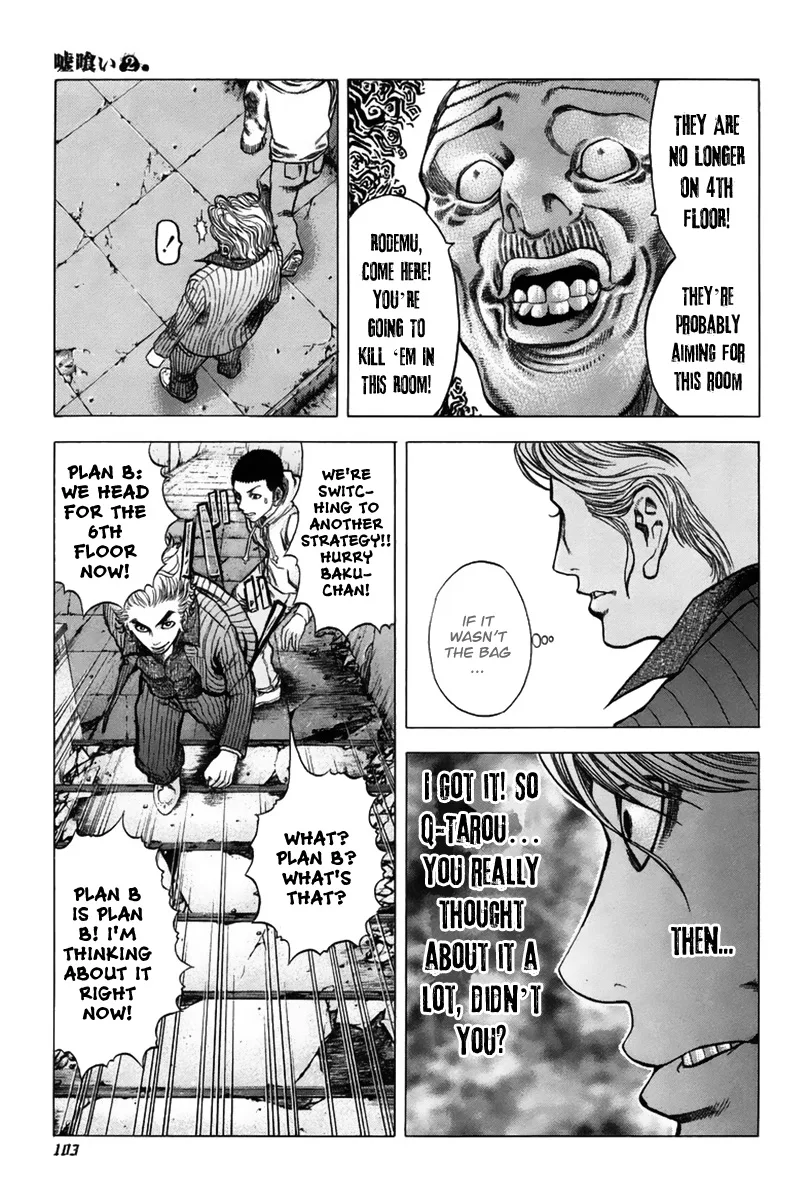 嘘喰い 2。
THEY ARE
NO LONGER
ON 4TH
FLOOR!
THEY'RE
PROBABLY
AIMING FOR
THIS ROOM
RODEMU,
COME HERE!
YOU'RE
GOING TO
KILL 'EM IN
THIS ROOM!
!
IF IT
WASN'T
THE BAG
...
THEN...
I GOT IT! SO
Q-TAROU...
YOU REALLY
THOUGHT
ABOUT IT A
LOT, DIDN'T
YOU?
WE'RE
SWITC-
HING TO
ANOTHER
STRATEGY!!
HURRY
BAKU-
CHAN!
PLAN B:
WE HEAD
FOR THE
6TH
FLOOR
NOW!
WHAT?
PLAN B?
WHAT'S
THAT?
PLAN B
IS PLAN
B! I'M
THINKING
ABOUT IT
RIGHT
NOW!
103